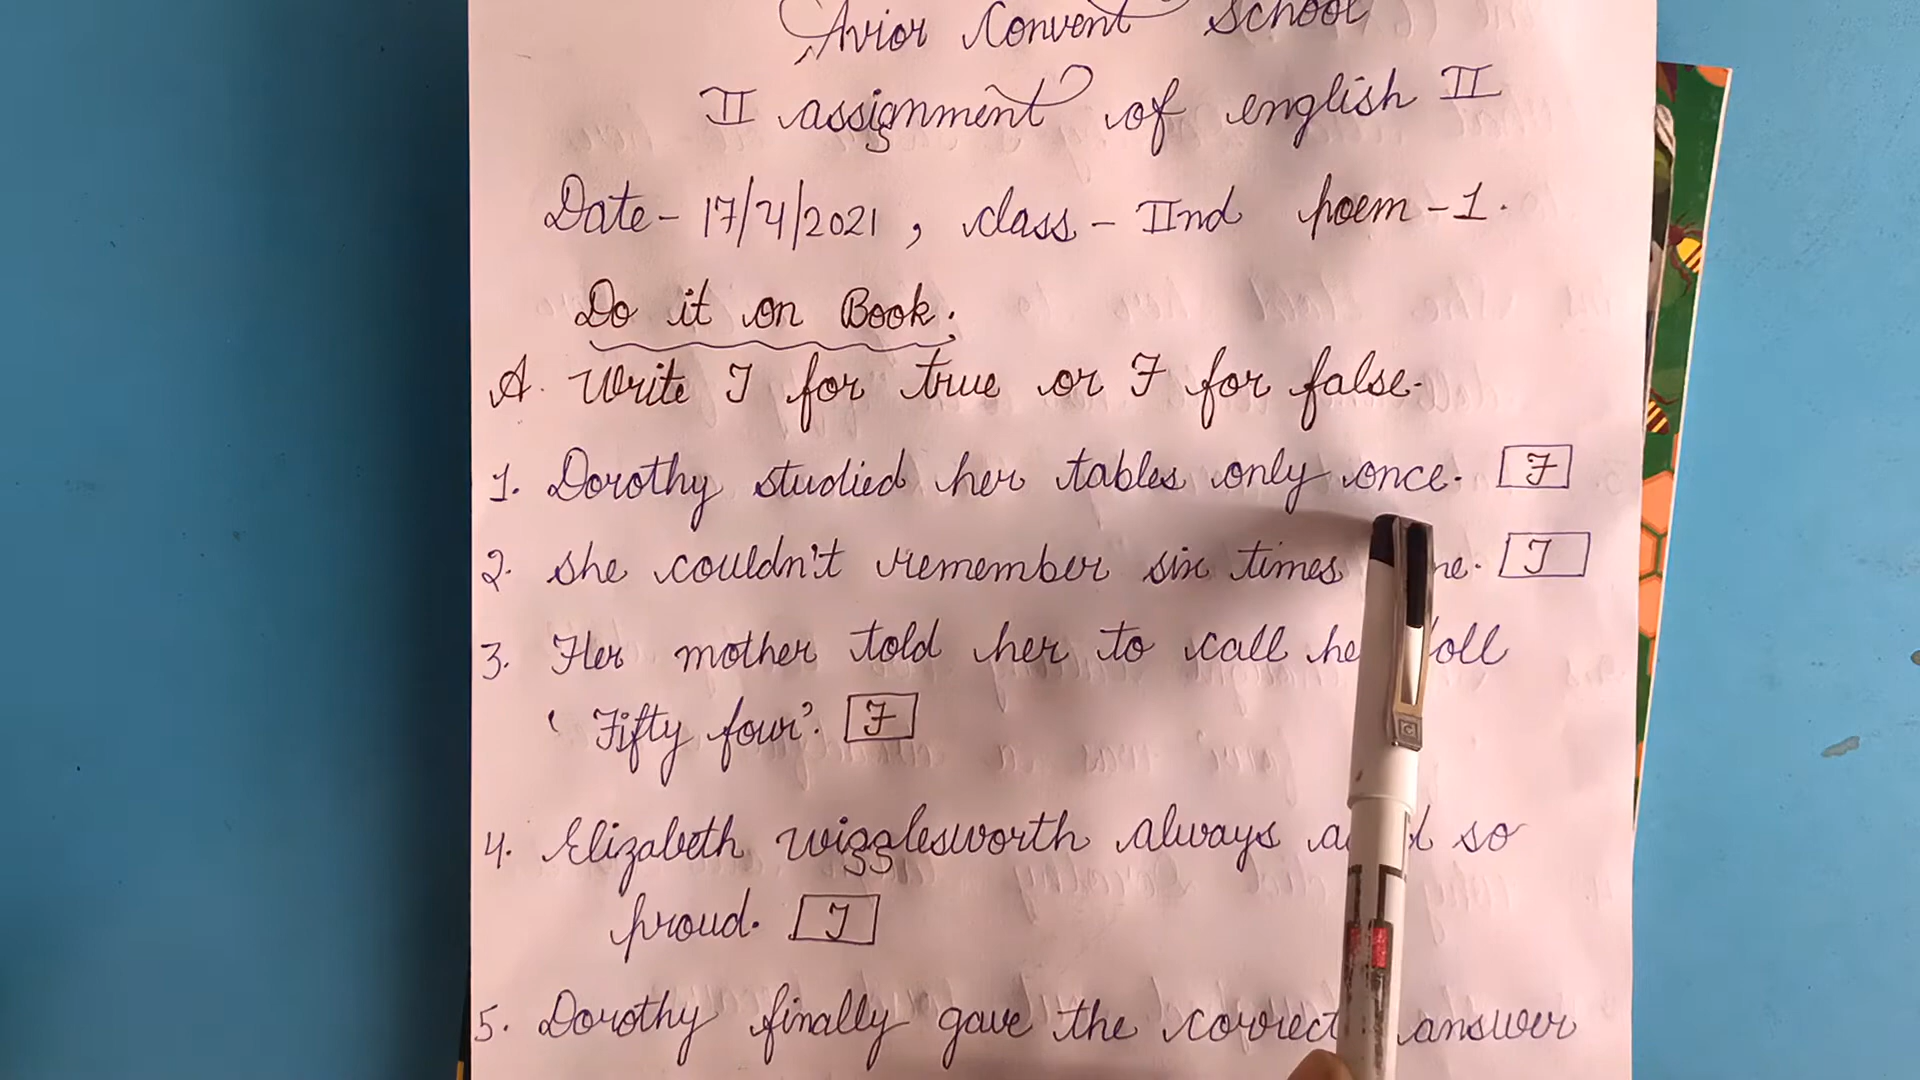 Avior Convent School
II assignment of english II
Date - 17/4/2021, class - IInd poem - 1.
Do it on Book.
A. Write T for true or F for false.
1. Dorothy studied her tables only once. F
2. She couldn't remember six times T
3. Her mother told her to call
'Fifty four'. F
4. Elizabeth wigglesworth always so
proud. T
5. Dorothy finally gave the correct answer